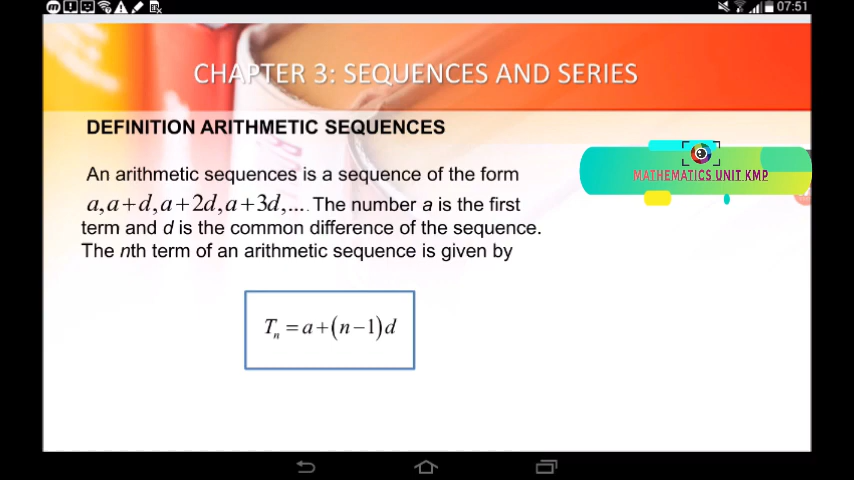 07:51
CHAPTER 3: SEQUENCES AND SERIES
DEFINITION ARITHMETIC SEQUENCES
An arithmetic sequences is a sequence of the form
a, a+d, a+2d, a+3d,.... The number a is the first
term and d is the common difference of the sequence.
The nth term of an arithmetic sequence is given by
Tₙ = a+(n−1)d
MATHEMATICS UNIT KMP